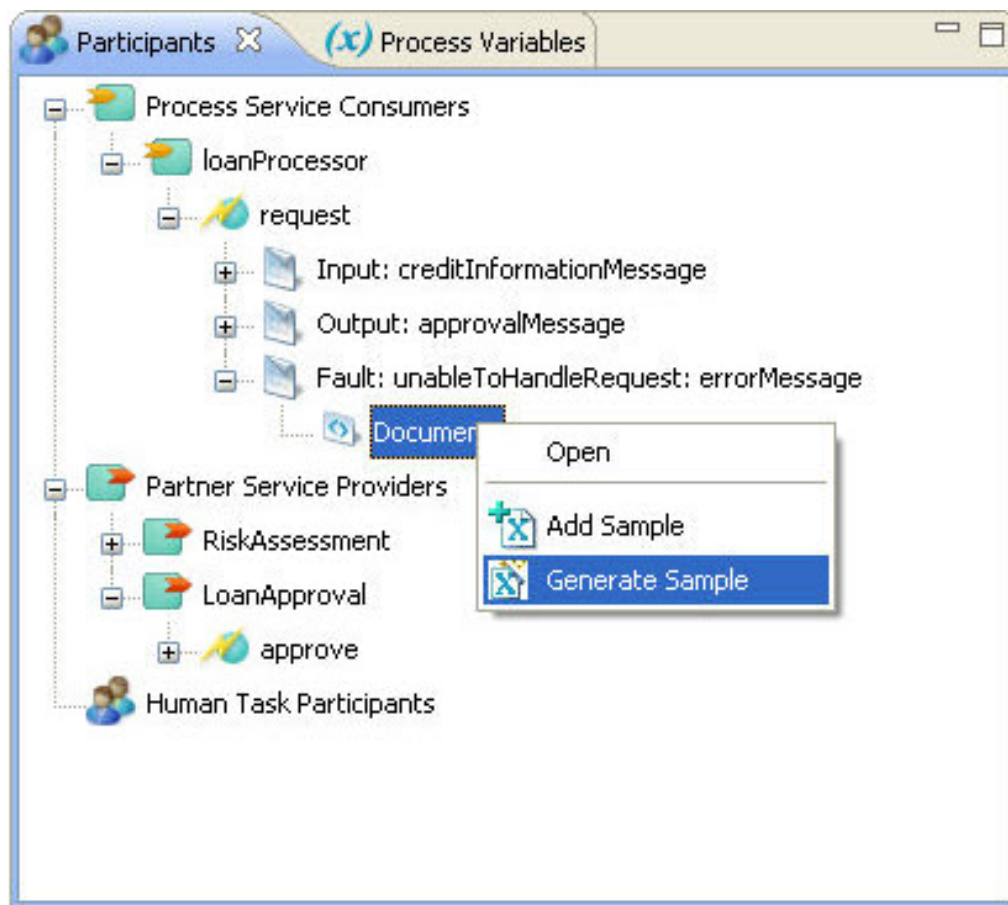 Participants (x) Process Variables
Process Service Consumers
loanProcessor
request
Input: creditInformationMessage
Output: approvalMessage
Fault: unableToHandleRequest: errorMessage
Open
Partner Service Providers
Add Sample
RiskAssessment
Generate Sample
LoanApproval
approve
Human Task Participants